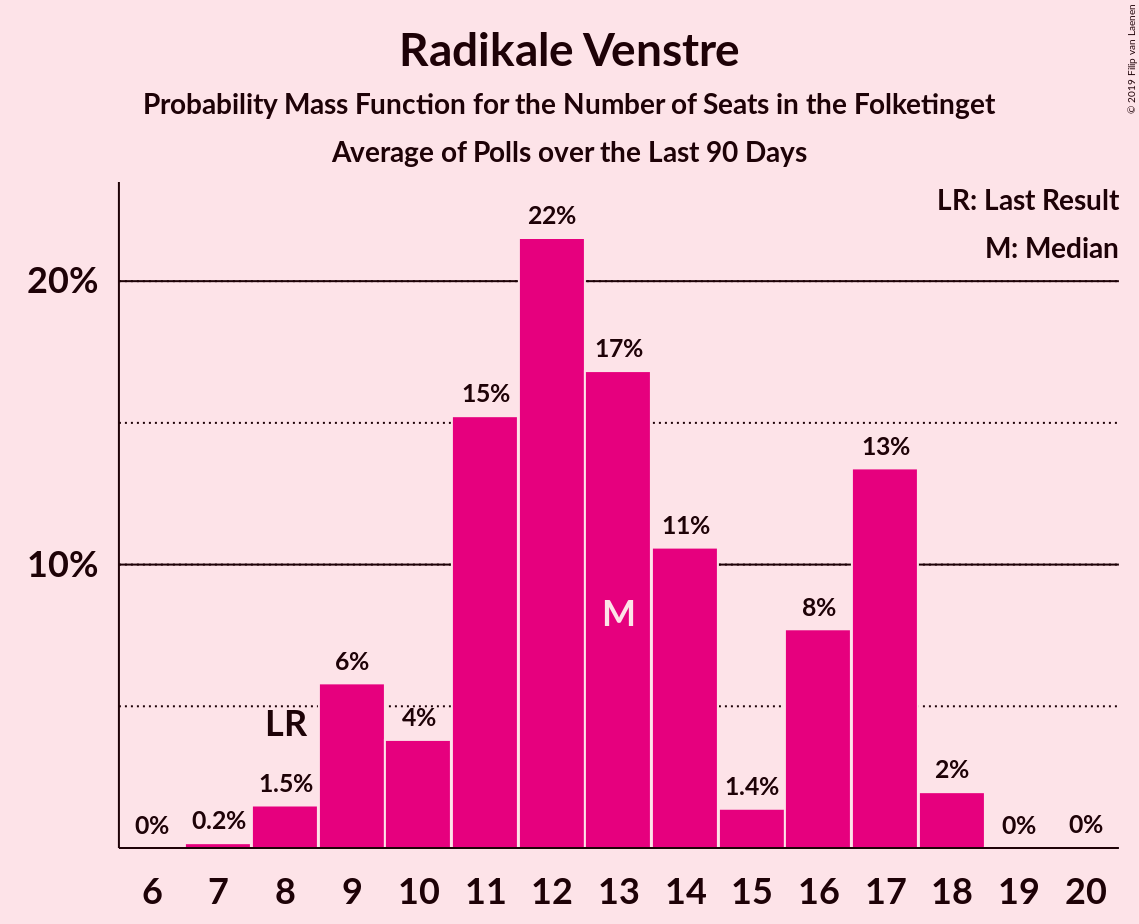 Radikale Venstre
Probability Mass Function for the Number of Seats in the Folketinget
Average of Polls over the Last 90 Days
© 2019 Filip van Laenen
LR: Last Result
M: Median
22%
20%
17%
15%
13%
11%
10%
8%
M
6%
LR
4%
2%
1.5%
1.4%
0%
0.2%
0%
0%
6 7 8 9 10 11 12 13 14 15 16 17 18 19 20